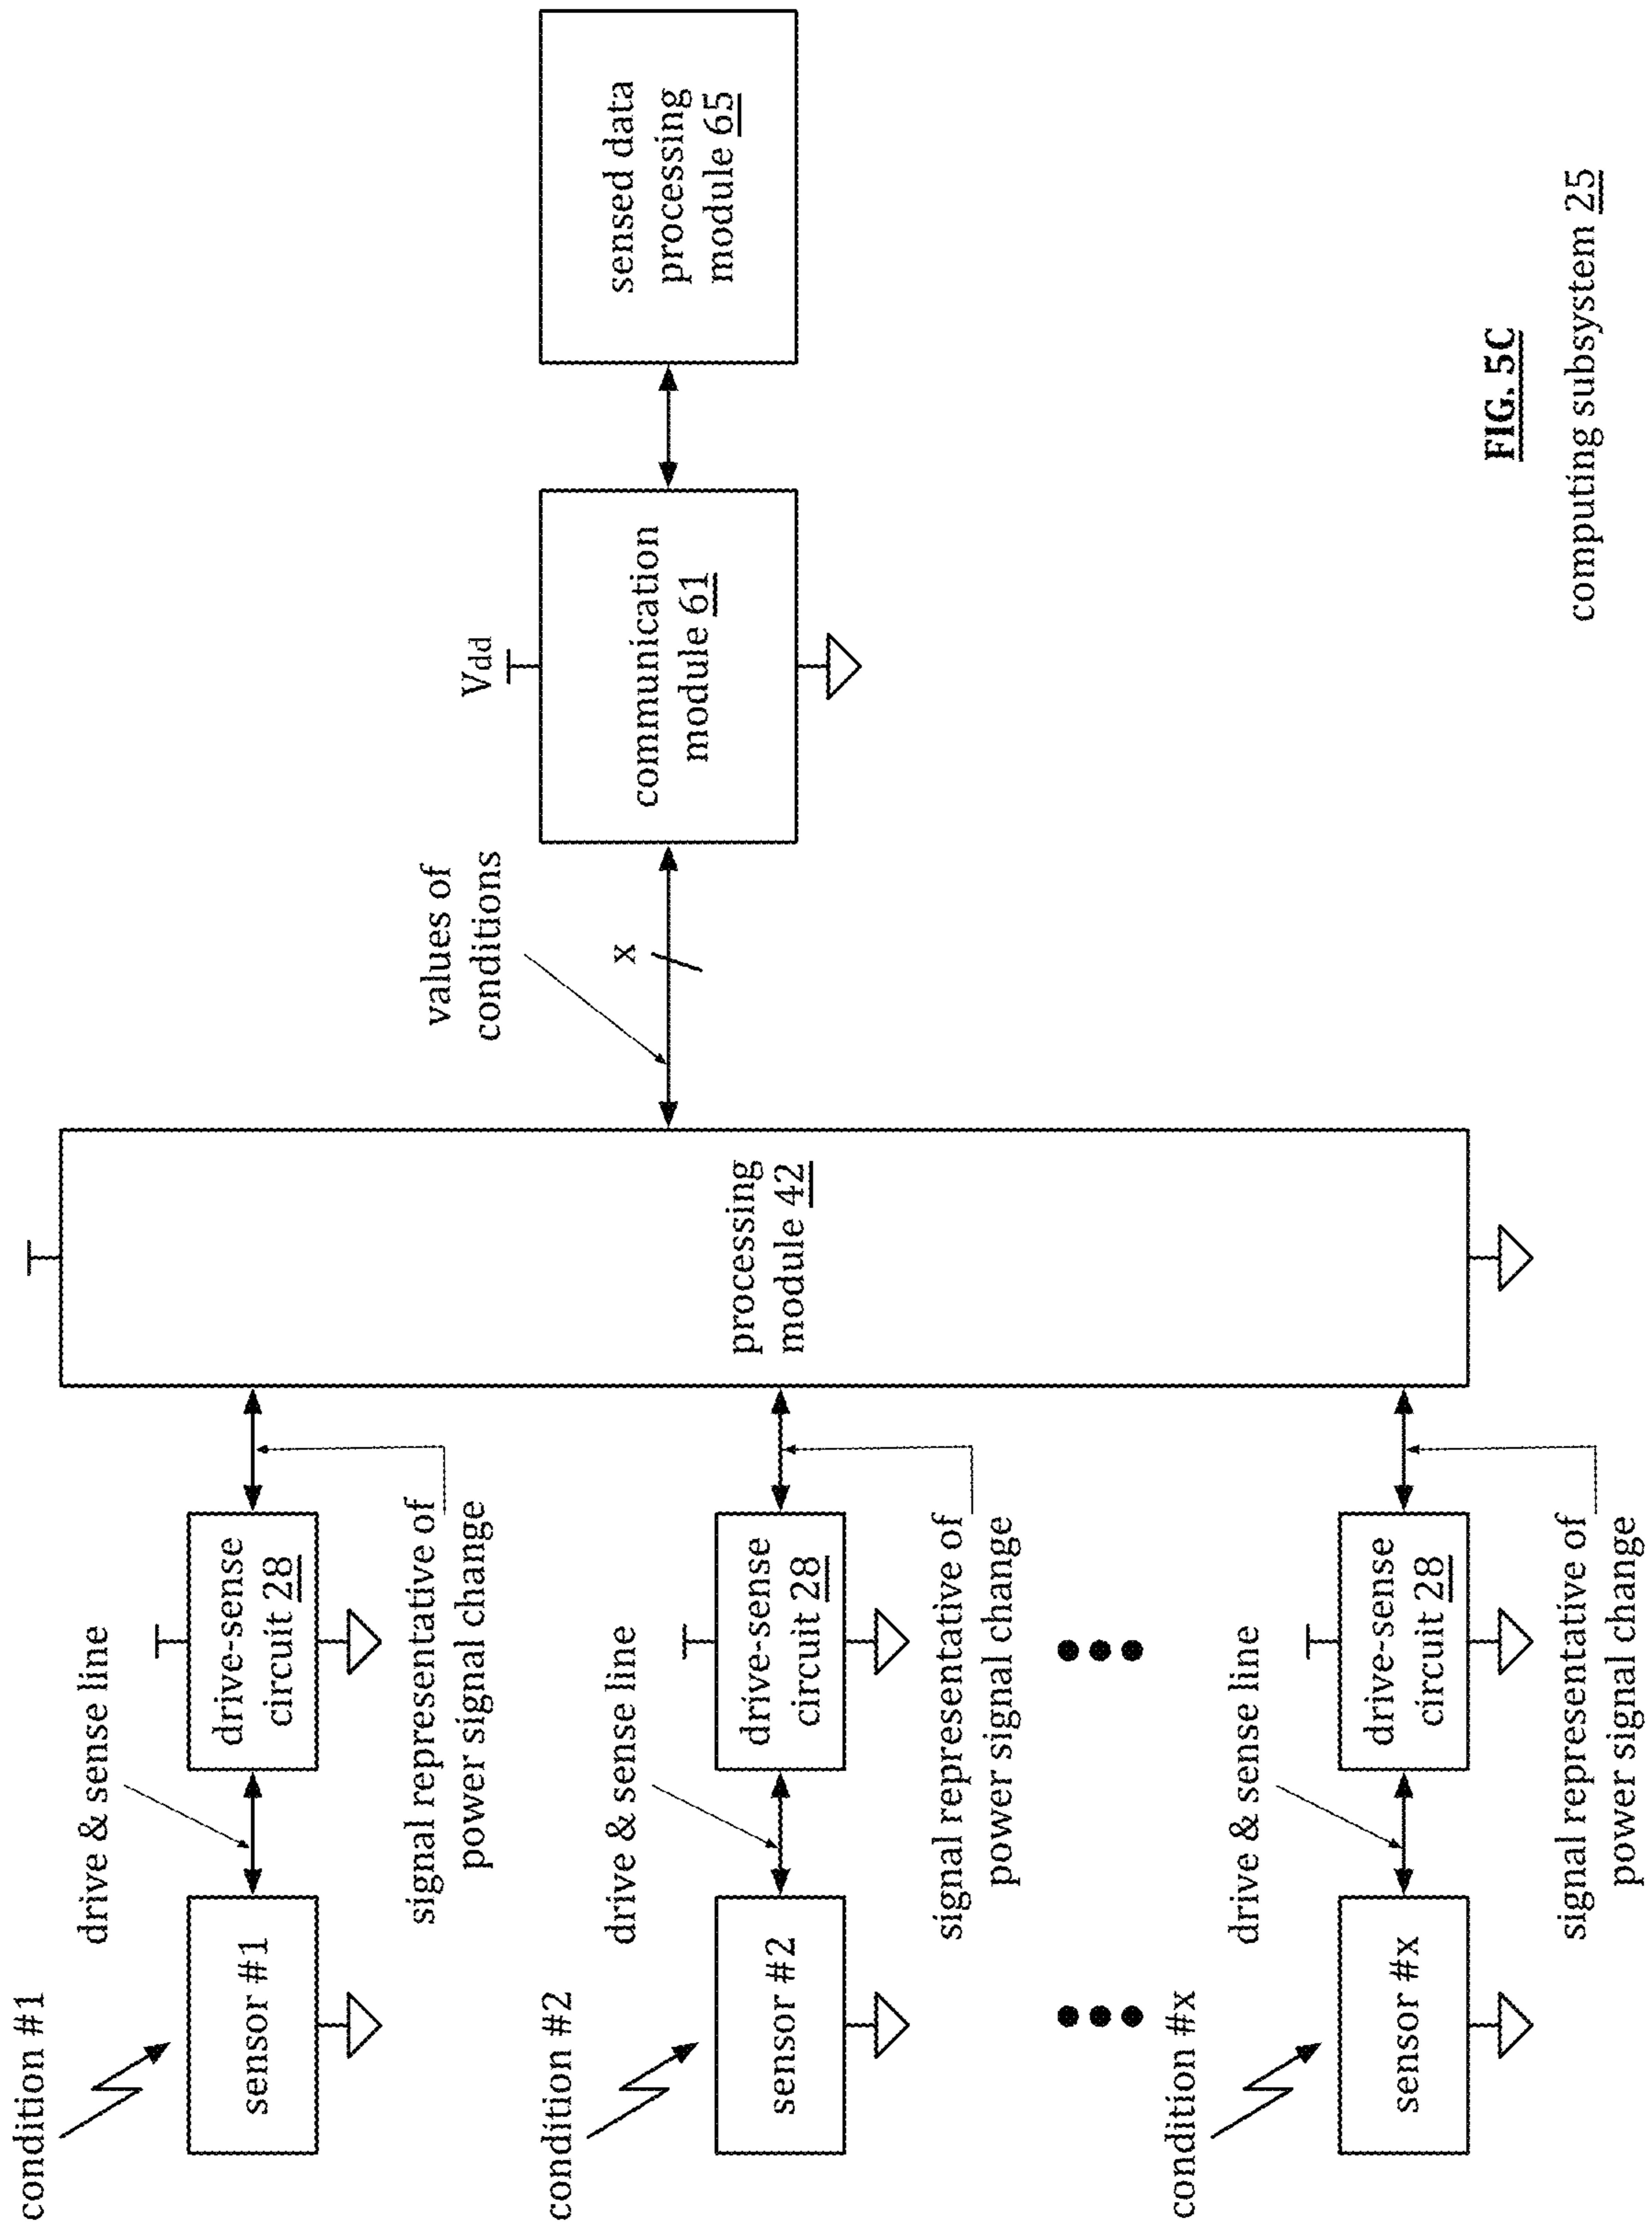 condition #1
drive & sense line
sensor #1
drive-sense
circuit 28
signal representative of
power signal change
condition #2
drive & sense line
sensor #2
drive-sense
circuit 28
signal representative of
power signal change
condition #x
drive & sense line
sensor #x
drive-sense
circuit 28
signal representative of
power signal change
processing
module 42
values of
conditions
x
Vdd
communication
module 61
sensed data
processing
module 65
FIG. 5C
computing subsystem 25